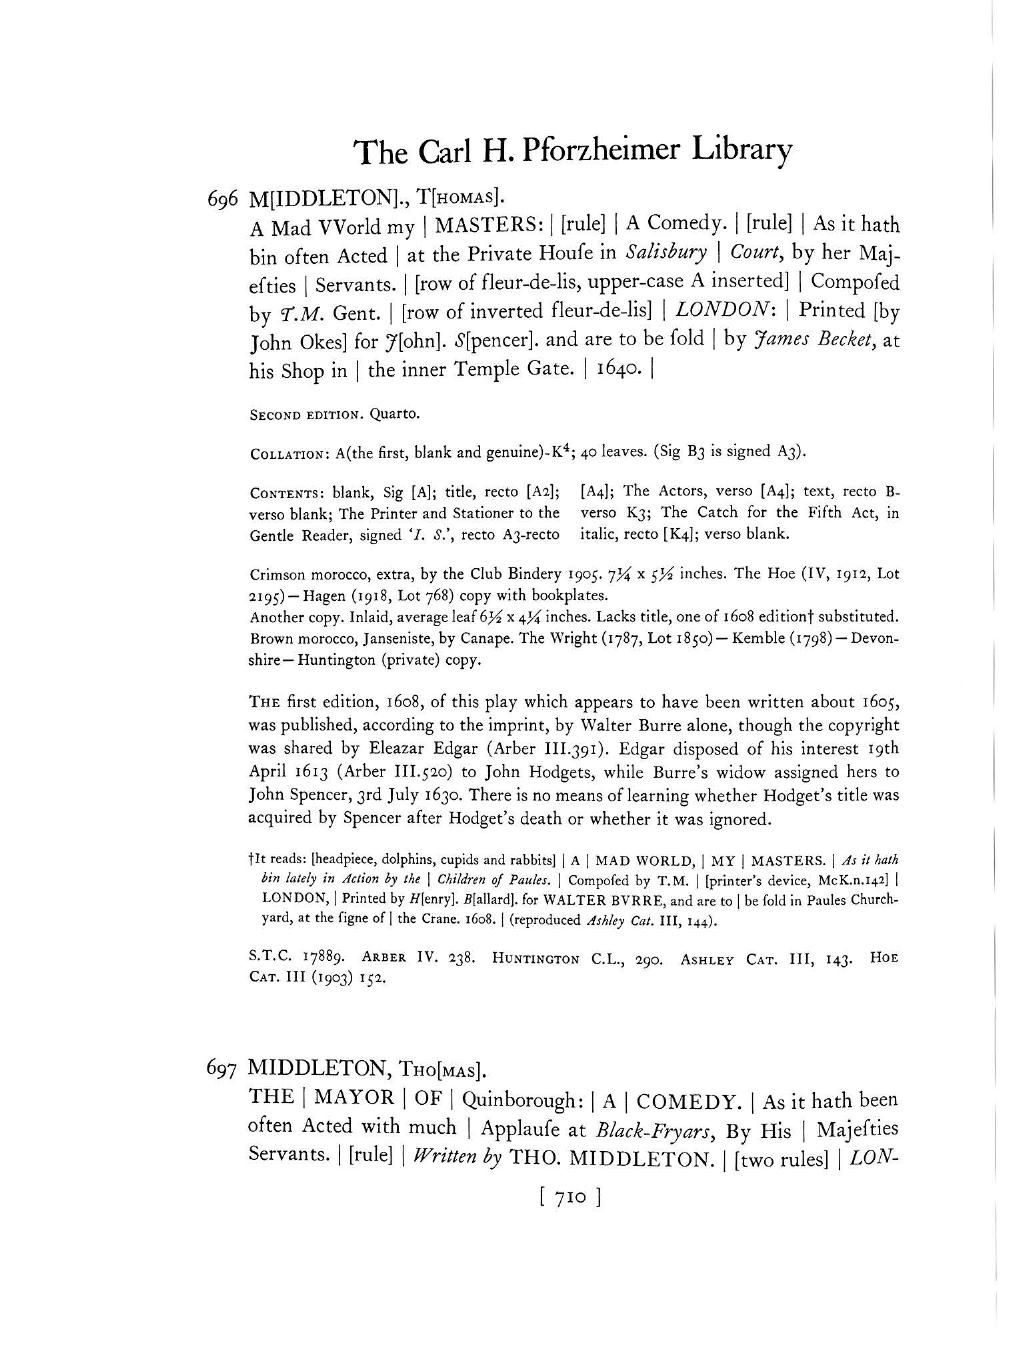 The Carl H. Pforzheimer Library
696 M[IDDLETON]., T[HOMAS].
A Mad VVorld my | MASTERS: | [rule] | A Comedy. | [rule] | As it hath
bin often Acted | at the Private Houſe in Salisbury | Court, by her Maj-
eſties | Servants. | [row of fleur-de-lis, upper-case A inserted] | Compoſed
by T.M. Gent. | [row of inverted fleur-de-lis] | LONDON: | Printed [by
John Okes] for J[ohn]. S[pencer]. and are to be ſold | by James Becket, at
his Shop in | the inner Temple Gate. | 1640. |
SECOND EDITION. Quarto.
COLLATION: A(the first, blank and genuine)-K⁴; 40 leaves. (Sig B3 is signed A3).
CONTENTS: blank, Sig [A]; title, recto [A2];
verso blank; The Printer and Stationer to the
Gentle Reader, signed ‘I. S.’, recto A3-recto
[A4]; The Actors, verso [A4]; text, recto B-
verso K3; The Catch for the Fifth Act, in
italic, recto [K4]; verso blank.
Crimson morocco, extra, by the Club Bindery 1905. 7¼ x 5½ inches. The Hoe (IV, 1912, Lot
2195) — Hagen (1918, Lot 768) copy with bookplates.
Another copy. Inlaid, average leaf 6½ x 4¼ inches. Lacks title, one of 1608 edition† substituted.
Brown morocco, Janseniste, by Canape. The Wright (1787, Lot 1850) — Kemble (1798) — Devon-
shire — Huntington (private) copy.
THE first edition, 1608, of this play which appears to have been written about 1605,
was published, according to the imprint, by Walter Burre alone, though the copyright
was shared by Eleazar Edgar (Arber III.391). Edgar disposed of his interest 19th
April 1613 (Arber III.520) to John Hodgets, while Burre's widow assigned hers to
John Spencer, 3rd July 1630. There is no means of learning whether Hodget's title was
acquired by Spencer after Hodget's death or whether it was ignored.
†It reads: [headpiece, dolphins, cupids and rabbits] | A | MAD WORLD, | MY | MASTERS. | As it hath
bin lately in Action by the | Children of Paules. | Compoſed by T.M. | [printer's device, McK.n.142] |
LONDON, | Printed by H[enry]. B[allard]. for WALTER BVRRE, and are to | be ſold in Paules Church-
yard, at the ſigne of | the Crane. 1608. | (reproduced Ashley Cat. III, 144).
S.T.C. 17889. ARBER IV. 238. HUNTINGTON C.L., 290. ASHLEY CAT. III, 143. HOE
CAT. III (1903) 152.
697 MIDDLETON, THO[MAS].
THE | MAYOR | OF | Quinborough: | A | COMEDY. | As it hath been
often Acted with much | Applauſe at Black-Fryars, By His | Majeſties
Servants. | [rule] | Written by THO. MIDDLETON. | [two rules] | LON-
[ 710 ]